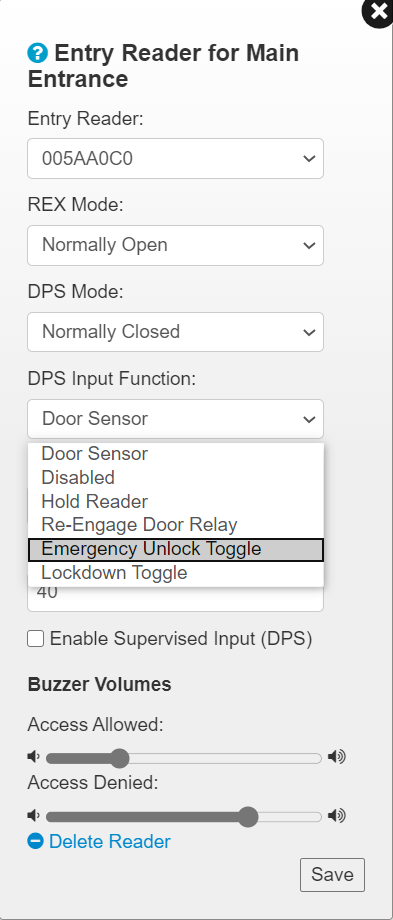 Entry Reader for Main
Entrance
Entry Reader:
005AA0C0
REX Mode:
Normally Open
DPS Mode:
Normally Closed
DPS Input Function:
Door Sensor
Door Sensor
Disabled
Hold Reader
Re-Engage Door Relay
Emergency Unlock Toggle
Lockdown Toggle
40
Enable Supervised Input (DPS)
Buzzer Volumes
Access Allowed:
Access Denied:
Delete Reader
Save